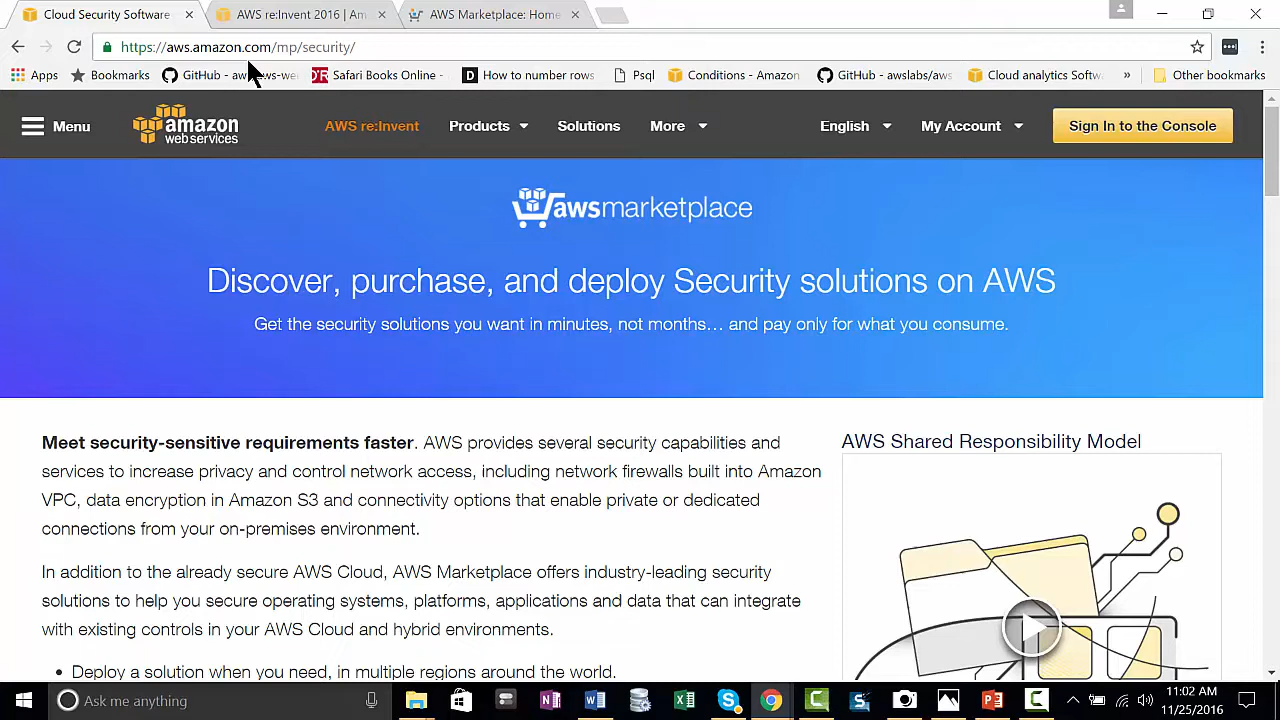 Cloud Security Software
AWS re:Invent 2016 | Am
AWS Marketplace: Home
https://aws.amazon.com/mp/security/
Apps
Bookmarks
GitHub - aw
ws-we
Safari Books Online -
How to number rows
Psql
Conditions - Amazon
GitHub - awslabs/aws
Cloud analytics Softw
»
Other bookmarks
Menu
amazon
web services
AWS re:Invent
Products
Solutions
More
English
My Account
Sign In to the Console
awsmarketplace
Discover, purchase, and deploy Security solutions on AWS
Get the security solutions you want in minutes, not months… and pay only for what you consume.
Meet security-sensitive requirements faster. AWS provides several security capabilities and
services to increase privacy and control network access, including network firewalls built into Amazon
VPC, data encryption in Amazon S3 and connectivity options that enable private or dedicated
connections from your on-premises environment.
In addition to the already secure AWS Cloud, AWS Marketplace offers industry-leading security
solutions to help you secure operating systems, platforms, applications and data that can integrate
with existing controls in your AWS Cloud and hybrid environments.
• Deploy a solution when you need, in multiple regions around the world.
AWS Shared Responsibility Model
Ask me anything
11:02 AM
11/25/2016